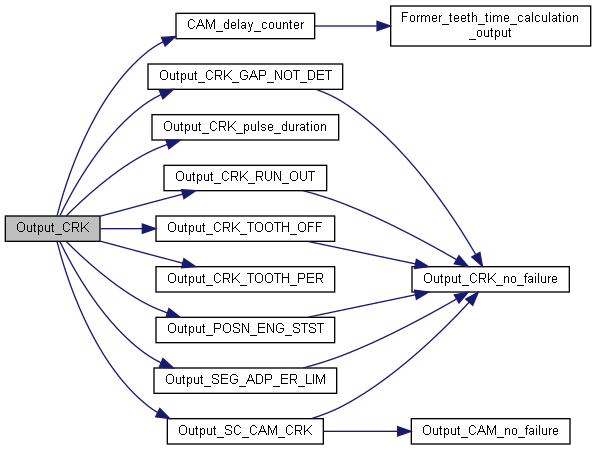 CAM_delay_counter
Former_teeth_time_calculation
_output
Output_CRK_GAP_NOT_DET
Output_CRK_pulse_duration
Output_CRK_RUN_OUT
Output_CRK
Output_CRK_TOOTH_OFF
Output_CRK_TOOTH_PER
Output_CRK_no_failure
Output_POSN_ENG_STST
Output_SEG_ADP_ER_LIM
Output_SC_CAM_CRK
Output_CAM_no_failure